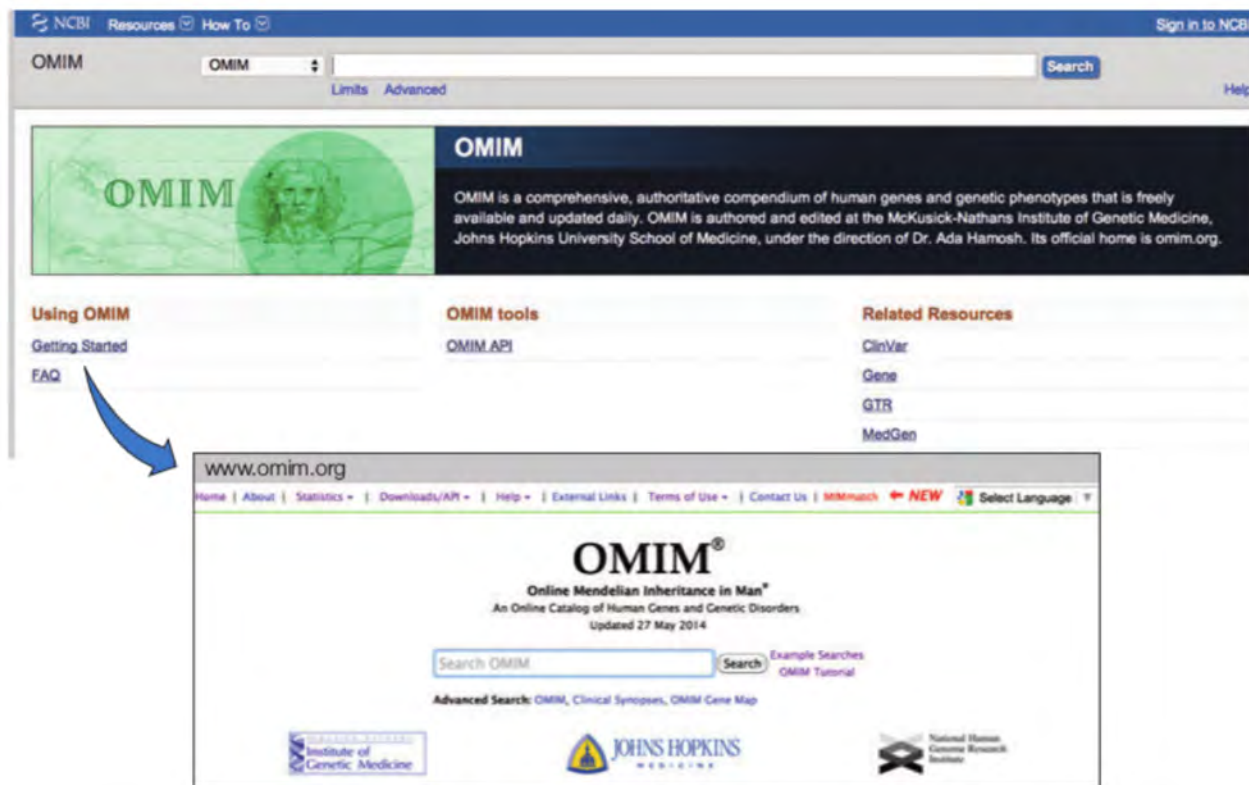 NCBI Resources How To Sign in to NCBI
OMIM OMIM Search
Limits Advanced Help
OMIM
OMIM
OMIM is a comprehensive, authoritative compendium of human genes and genetic phenotypes that is freely
available and updated daily. OMIM is authored and edited at the McKusick-Nathans Institute of Genetic Medicine,
Johns Hopkins University School of Medicine, under the direction of Dr. Ada Hamosh. Its official home is omim.org.
Using OMIM OMIM tools Related Resources
Getting Started OMIM API ClinVar
FAQ Gene
GTR
MedGen
www.omim.org
Home | About | Statistics | Downloads/API | Help | External Links | Terms of Use | Contact Us | MIMmatch NEW Select Language
OMIM®
Online Mendelian Inheritance in Man®
An Online Catalog of Human Genes and Genetic Disorders
Updated 27 May 2014
Search OMIM Search Example Searches
OMIM Tutorial
Advanced Search: OMIM, Clinical Synopses, OMIM Gene Map
Institute of
Genetic Medicine
JOHNS HOPKINS
MEDICINE
National Human
Genome Research
Institute